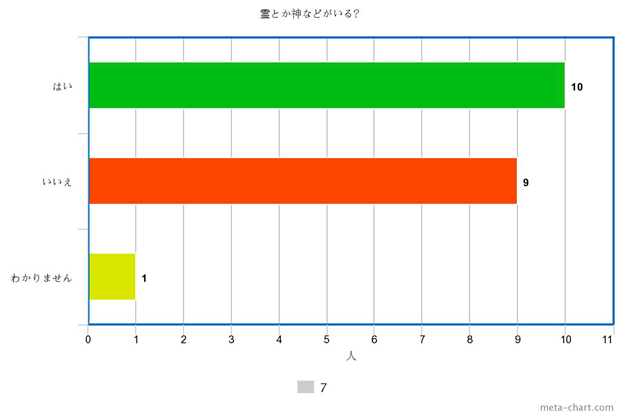 霊とか神などがいる?
はい
10
いいえ
9
わかりません
1
0 1 2 3 4 5 6 7 8 9 10 11
人
7
meta-chart.com